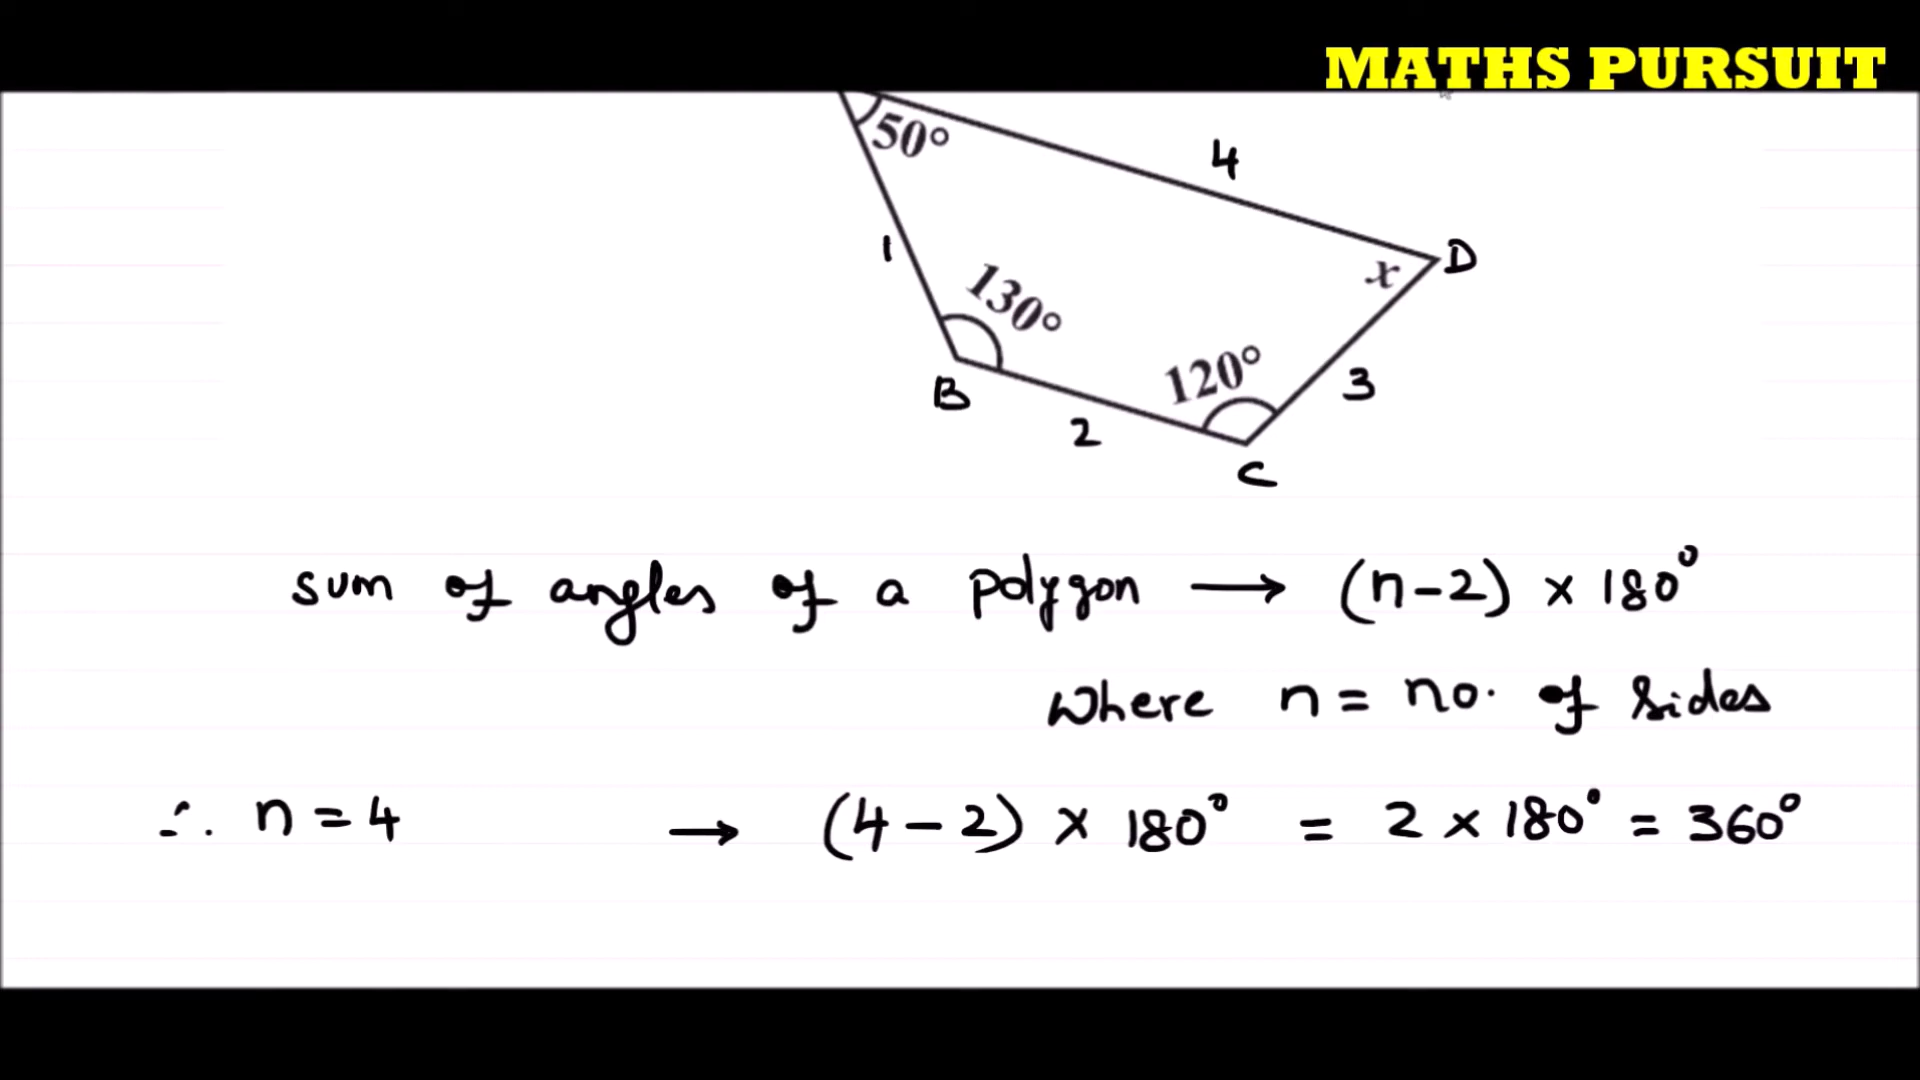 MATHS PURSUIT
50°
4
1
D
x
130°
120°
3
B
2
C
sum of angles of a polygon → (n-2) × 180°
where n = no. of sides
∴ n = 4 → (4-2) × 180° = 2 × 180° = 360°